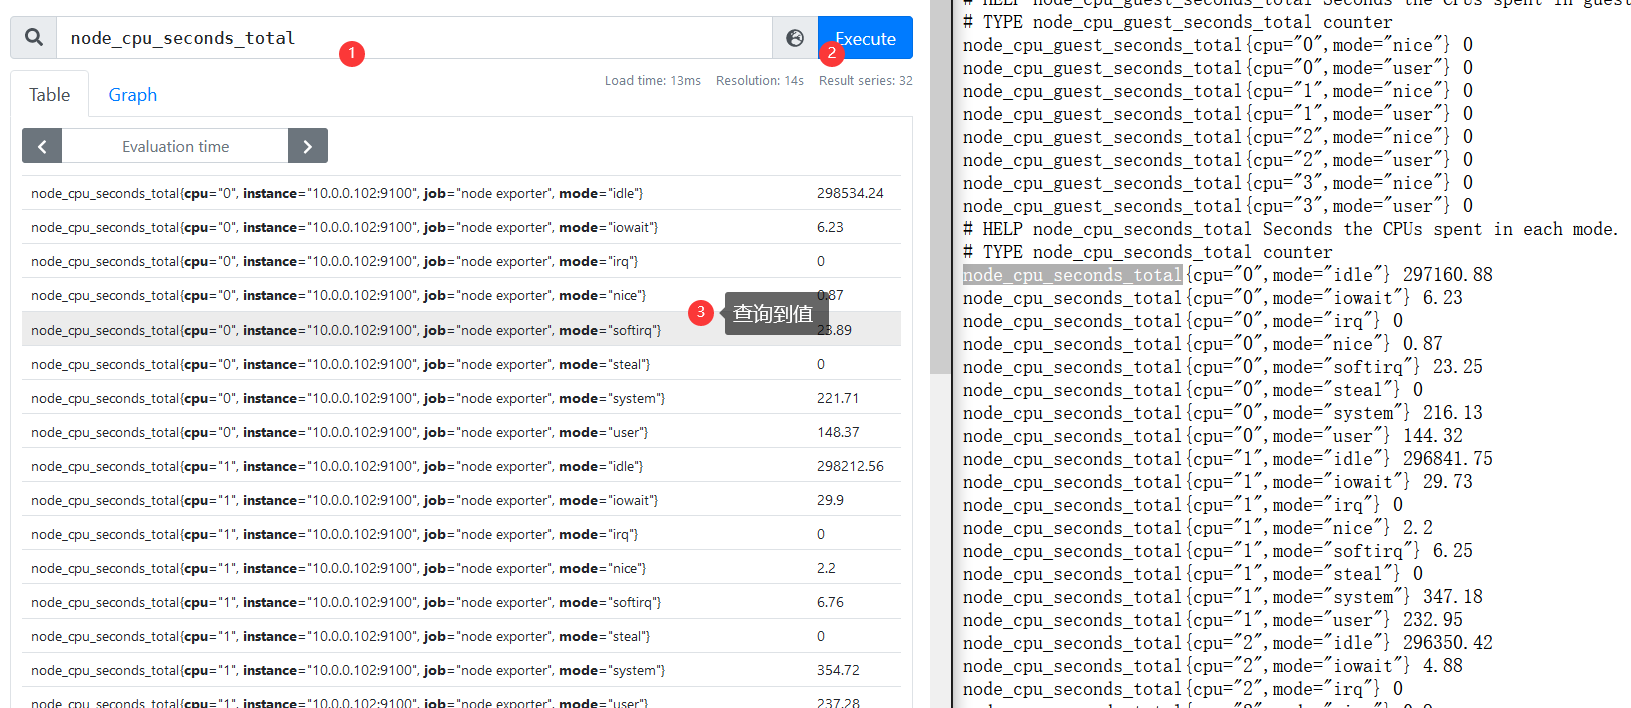 node_cpu_seconds_total
1
2
Execute
Load time: 13ms Resolution: 14s Result series: 32
Table
Graph
Evaluation time
node_cpu_seconds_total{cpu="0", instance="10.0.0.102:9100", job="node exporter", mode="idle"} 298534.24
node_cpu_seconds_total{cpu="0", instance="10.0.0.102:9100", job="node exporter", mode="iowait"} 6.23
node_cpu_seconds_total{cpu="0", instance="10.0.0.102:9100", job="node exporter", mode="irq"} 0
node_cpu_seconds_total{cpu="0", instance="10.0.0.102:9100", job="node exporter", mode="nice"} 0.87
3 查询到值
node_cpu_seconds_total{cpu="0", instance="10.0.0.102:9100", job="node exporter", mode="softirq"} 23.89
node_cpu_seconds_total{cpu="0", instance="10.0.0.102:9100", job="node exporter", mode="steal"} 0
node_cpu_seconds_total{cpu="0", instance="10.0.0.102:9100", job="node exporter", mode="system"} 221.71
node_cpu_seconds_total{cpu="0", instance="10.0.0.102:9100", job="node exporter", mode="user"} 148.37
node_cpu_seconds_total{cpu="1", instance="10.0.0.102:9100", job="node exporter", mode="idle"} 298212.56
node_cpu_seconds_total{cpu="1", instance="10.0.0.102:9100", job="node exporter", mode="iowait"} 29.9
node_cpu_seconds_total{cpu="1", instance="10.0.0.102:9100", job="node exporter", mode="irq"} 0
node_cpu_seconds_total{cpu="1", instance="10.0.0.102:9100", job="node exporter", mode="nice"} 2.2
node_cpu_seconds_total{cpu="1", instance="10.0.0.102:9100", job="node exporter", mode="softirq"} 6.76
node_cpu_seconds_total{cpu="1", instance="10.0.0.102:9100", job="node exporter", mode="steal"} 0
node_cpu_seconds_total{cpu="1", instance="10.0.0.102:9100", job="node exporter", mode="system"} 354.72
node_cpu_seconds_total{cpu="1", instance="10.0.0.102:9100", job="node exporter", mode="user"} 237.28
# HELP node_cpu_guest_seconds_total Seconds the CPUs spent in guest
# TYPE node_cpu_guest_seconds_total counter
node_cpu_guest_seconds_total{cpu="0",mode="nice"} 0
node_cpu_guest_seconds_total{cpu="0",mode="user"} 0
node_cpu_guest_seconds_total{cpu="1",mode="nice"} 0
node_cpu_guest_seconds_total{cpu="1",mode="user"} 0
node_cpu_guest_seconds_total{cpu="2",mode="nice"} 0
node_cpu_guest_seconds_total{cpu="2",mode="user"} 0
node_cpu_guest_seconds_total{cpu="3",mode="nice"} 0
node_cpu_guest_seconds_total{cpu="3",mode="user"} 0
# HELP node_cpu_seconds_total Seconds the CPUs spent in each mode.
# TYPE node_cpu_seconds_total counter
node_cpu_seconds_total{cpu="0",mode="idle"} 297160.88
node_cpu_seconds_total{cpu="0",mode="iowait"} 6.23
node_cpu_seconds_total{cpu="0",mode="irq"} 0
node_cpu_seconds_total{cpu="0",mode="nice"} 0.87
node_cpu_seconds_total{cpu="0",mode="softirq"} 23.25
node_cpu_seconds_total{cpu="0",mode="steal"} 0
node_cpu_seconds_total{cpu="0",mode="system"} 216.13
node_cpu_seconds_total{cpu="0",mode="user"} 144.32
node_cpu_seconds_total{cpu="1",mode="idle"} 296841.75
node_cpu_seconds_total{cpu="1",mode="iowait"} 29.73
node_cpu_seconds_total{cpu="1",mode="irq"} 0
node_cpu_seconds_total{cpu="1",mode="nice"} 2.2
node_cpu_seconds_total{cpu="1",mode="softirq"} 6.25
node_cpu_seconds_total{cpu="1",mode="steal"} 0
node_cpu_seconds_total{cpu="1",mode="system"} 347.18
node_cpu_seconds_total{cpu="1",mode="user"} 232.95
node_cpu_seconds_total{cpu="2",mode="idle"} 296350.42
node_cpu_seconds_total{cpu="2",mode="iowait"} 4.88
node_cpu_seconds_total{cpu="2",mode="irq"} 0